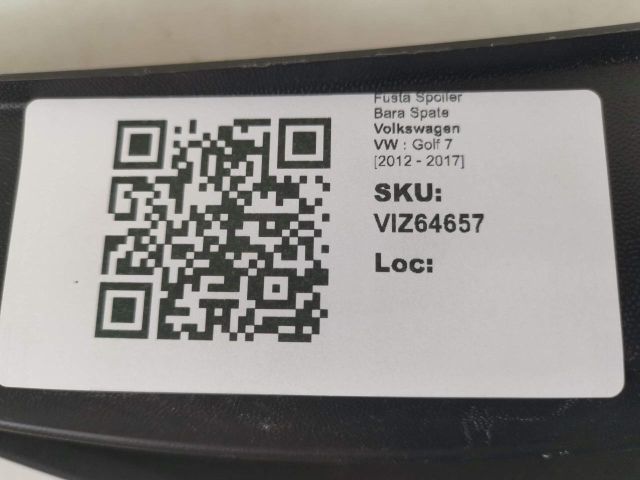 Fusta Spoiler
Bara Spate
Volkswagen
VW : Golf 7
[2012 - 2017]
SKU:
VIZ64657
Loc: